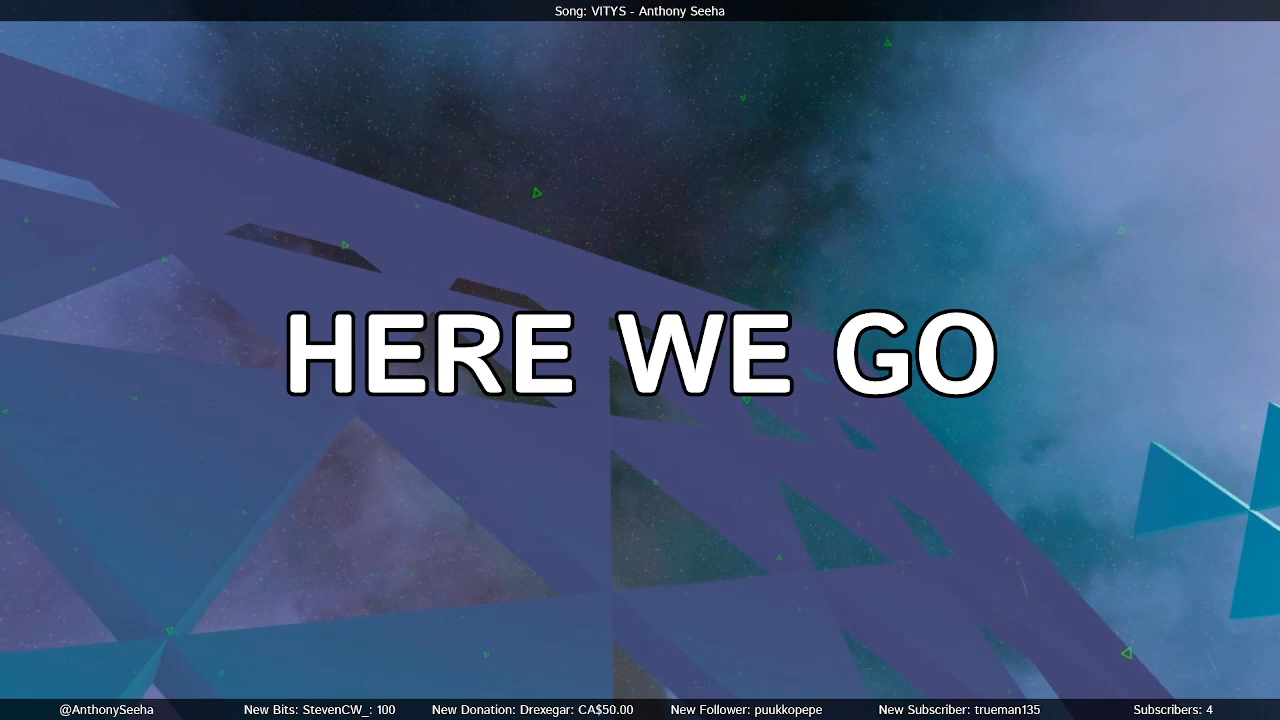 Song: VITYS - Anthony Seeha
HERE WE GO
@AnthonySeeha New Bits: StevenCW_: 100 New Donation: Drexegar: CA$50.00 New Follower: puukkopepe New Subscriber: trueman135 Subscribers: 4